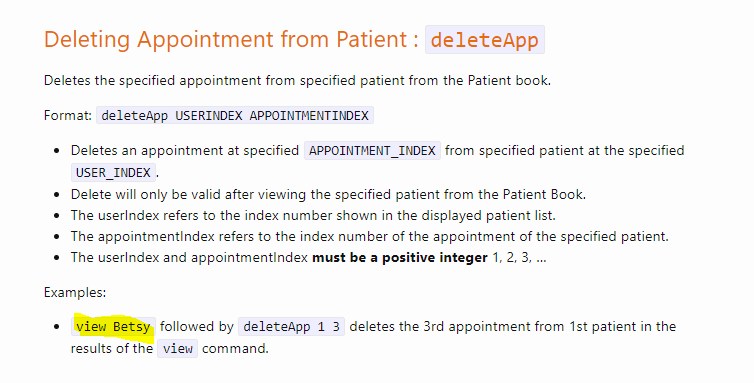 Deleting Appointment from Patient : deleteApp
Deletes the specified appointment from specified patient from the Patient book.
Format: deleteApp USERINDEX APPOINTMENTINDEX
• Deletes an appointment at specified APPOINTMENT_INDEX from specified patient at the specified
USER_INDEX .
• Delete will only be valid after viewing the specified patient from the Patient Book.
• The userIndex refers to the index number shown in the displayed patient list.
• The appointmentIndex refers to the index number of the appointment of the specified patient.
• The userIndex and appointmentIndex must be a positive integer 1, 2, 3, …
Examples:
• view Betsy followed by deleteApp 1 3 deletes the 3rd appointment from 1st patient in the
results of the view command.